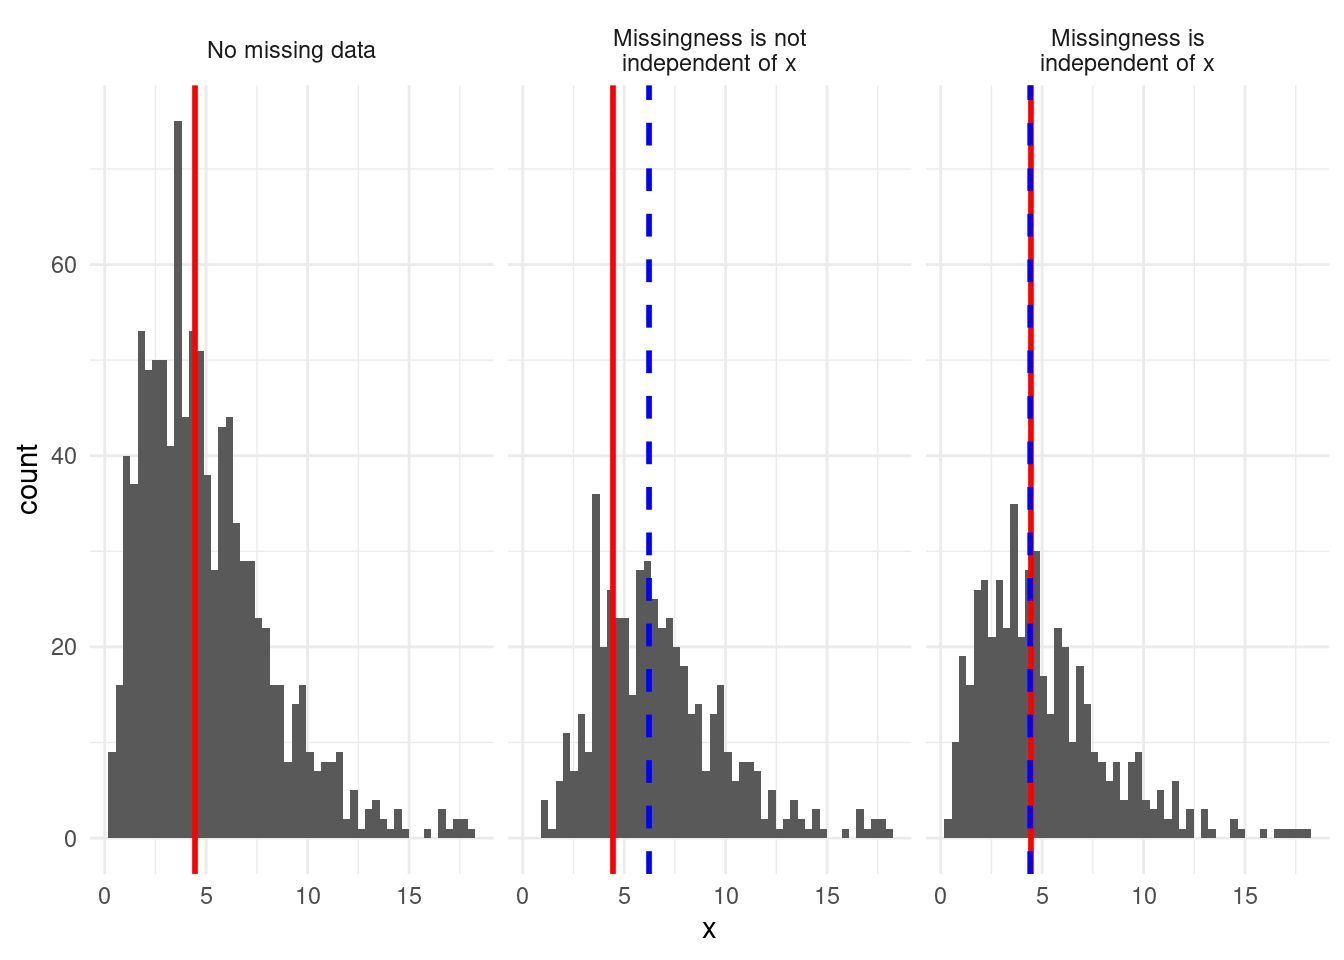 No missing data
Missingness is not
independent of x
Missingness is
independent of x
count
60
40
20
0
0 5 10 15
0 5 10 15
0 5 10 15
x